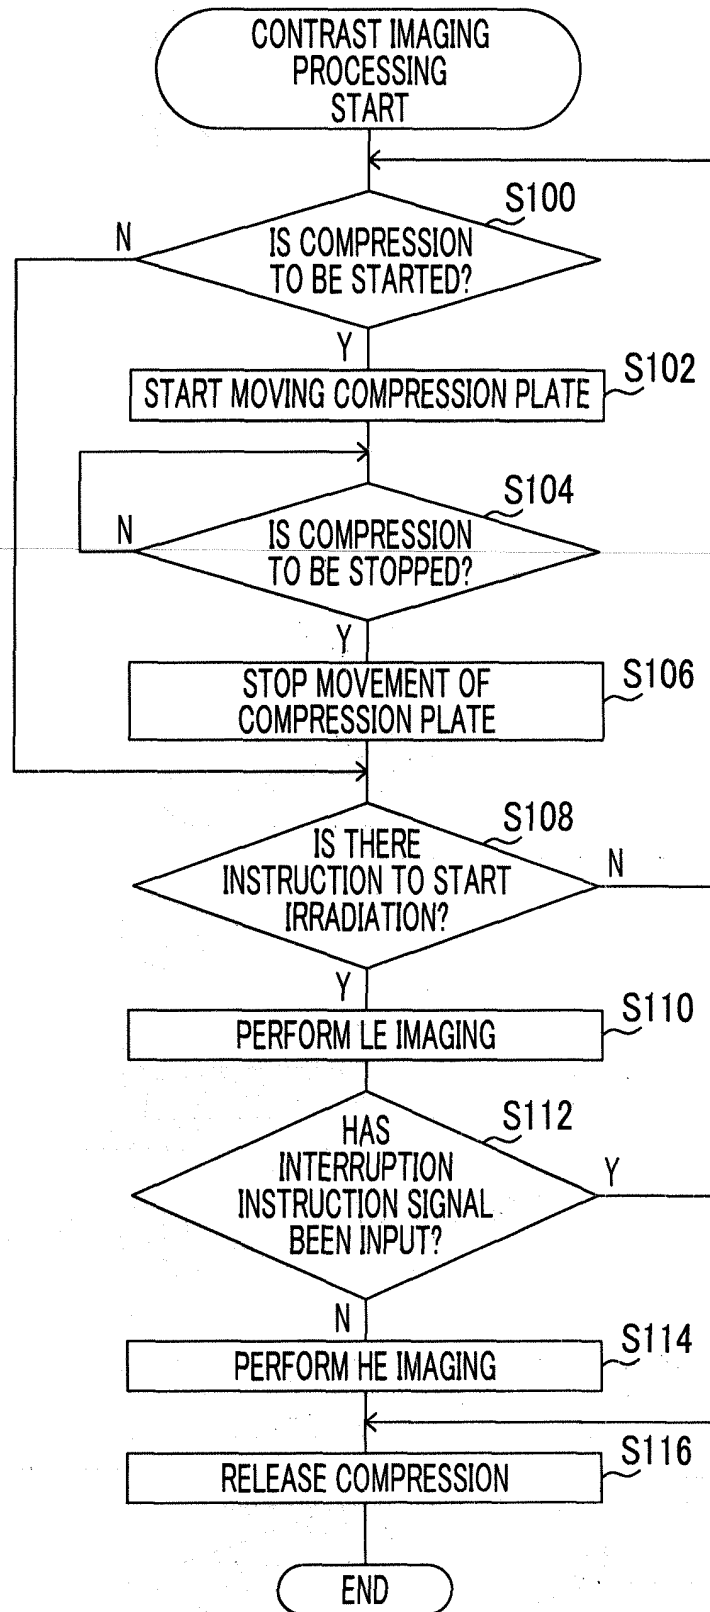 CONTRAST IMAGING
PROCESSING
START
S100
N
IS COMPRESSION
TO BE STARTED?
Y
S102
START MOVING COMPRESSION PLATE
S104
N
IS COMPRESSION
TO BE STOPPED?
Y
S106
STOP MOVEMENT OF
COMPRESSION PLATE
S108
IS THERE
INSTRUCTION TO START
IRRADIATION?
N
Y
S110
PERFORM LE IMAGING
S112
HAS
INTERRUPTION
INSTRUCTION SIGNAL
BEEN INPUT?
Y
N
S114
PERFORM HE IMAGING
S116
RELEASE COMPRESSION
END